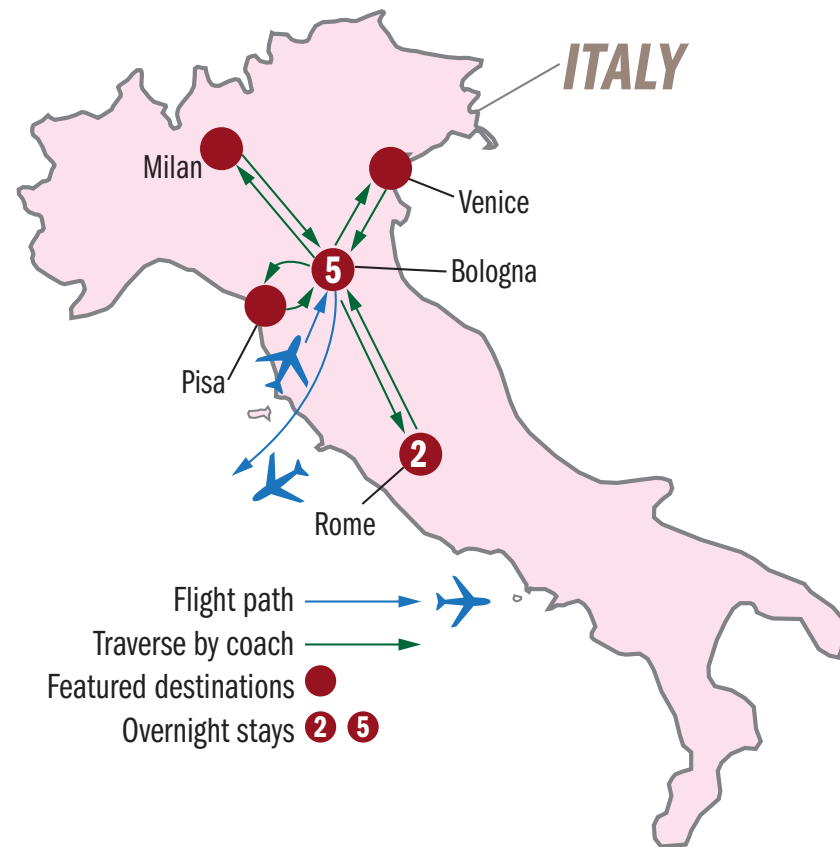 ITALY
Milan
Venice
5
Bologna
Pisa
2
Rome
Flight path
Traverse by coach
Featured destinations
Overnight stays 2 5